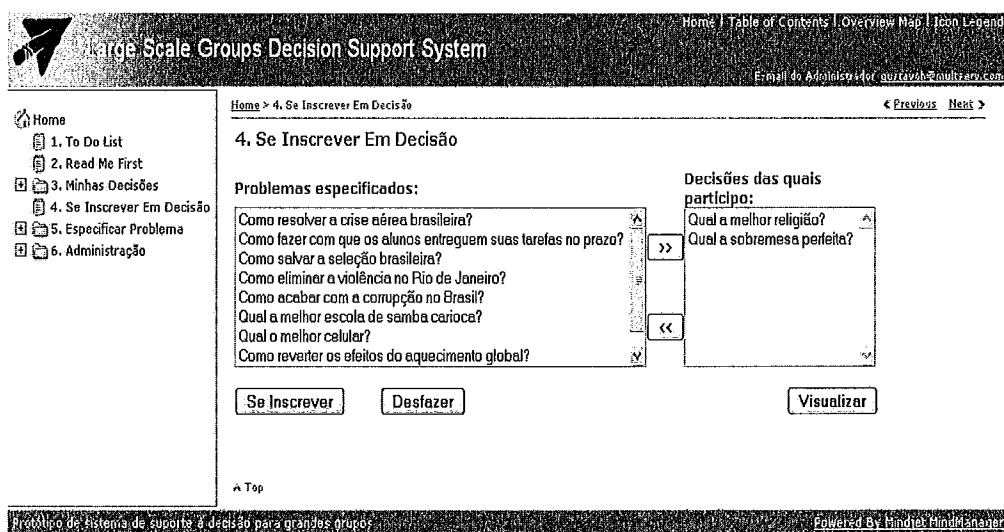 Home | Table of Contents | Overview Map | Icon Legend
Large Scale Groups Decision Support System
E-mail do Administrador
Home
1. To Do List
2. Read Me First
3. Minhas Decisões
4. Se Inscrever Em Decisão
5. Especificar Problema
6. Administração
Home > 4. Se Inscrever Em Decisão
Previous Next
4. Se Inscrever Em Decisão
Problemas especificados:
Como resolver a crise aérea brasileira?
Como fazer com que os alunos entreguem suas tarefas no prazo?
Como salvar a seleção brasileira?
Como eliminar a violência no Rio de Janeiro?
Como acabar com a corrupção no Brasil?
Qual a melhor escola de samba carioca?
Qual o melhor celular?
Como reverter os efeitos do aquecimento global?
>>
<<
Decisões das quais
participo:
Qual a melhor religião?
Qual a sobremesa perfeita?
Se Inscrever
Desfazer
Visualizar
Top
Protótipo de sistema de suporte à decisão para grandes grupos
Powered By Mindjet MindManager